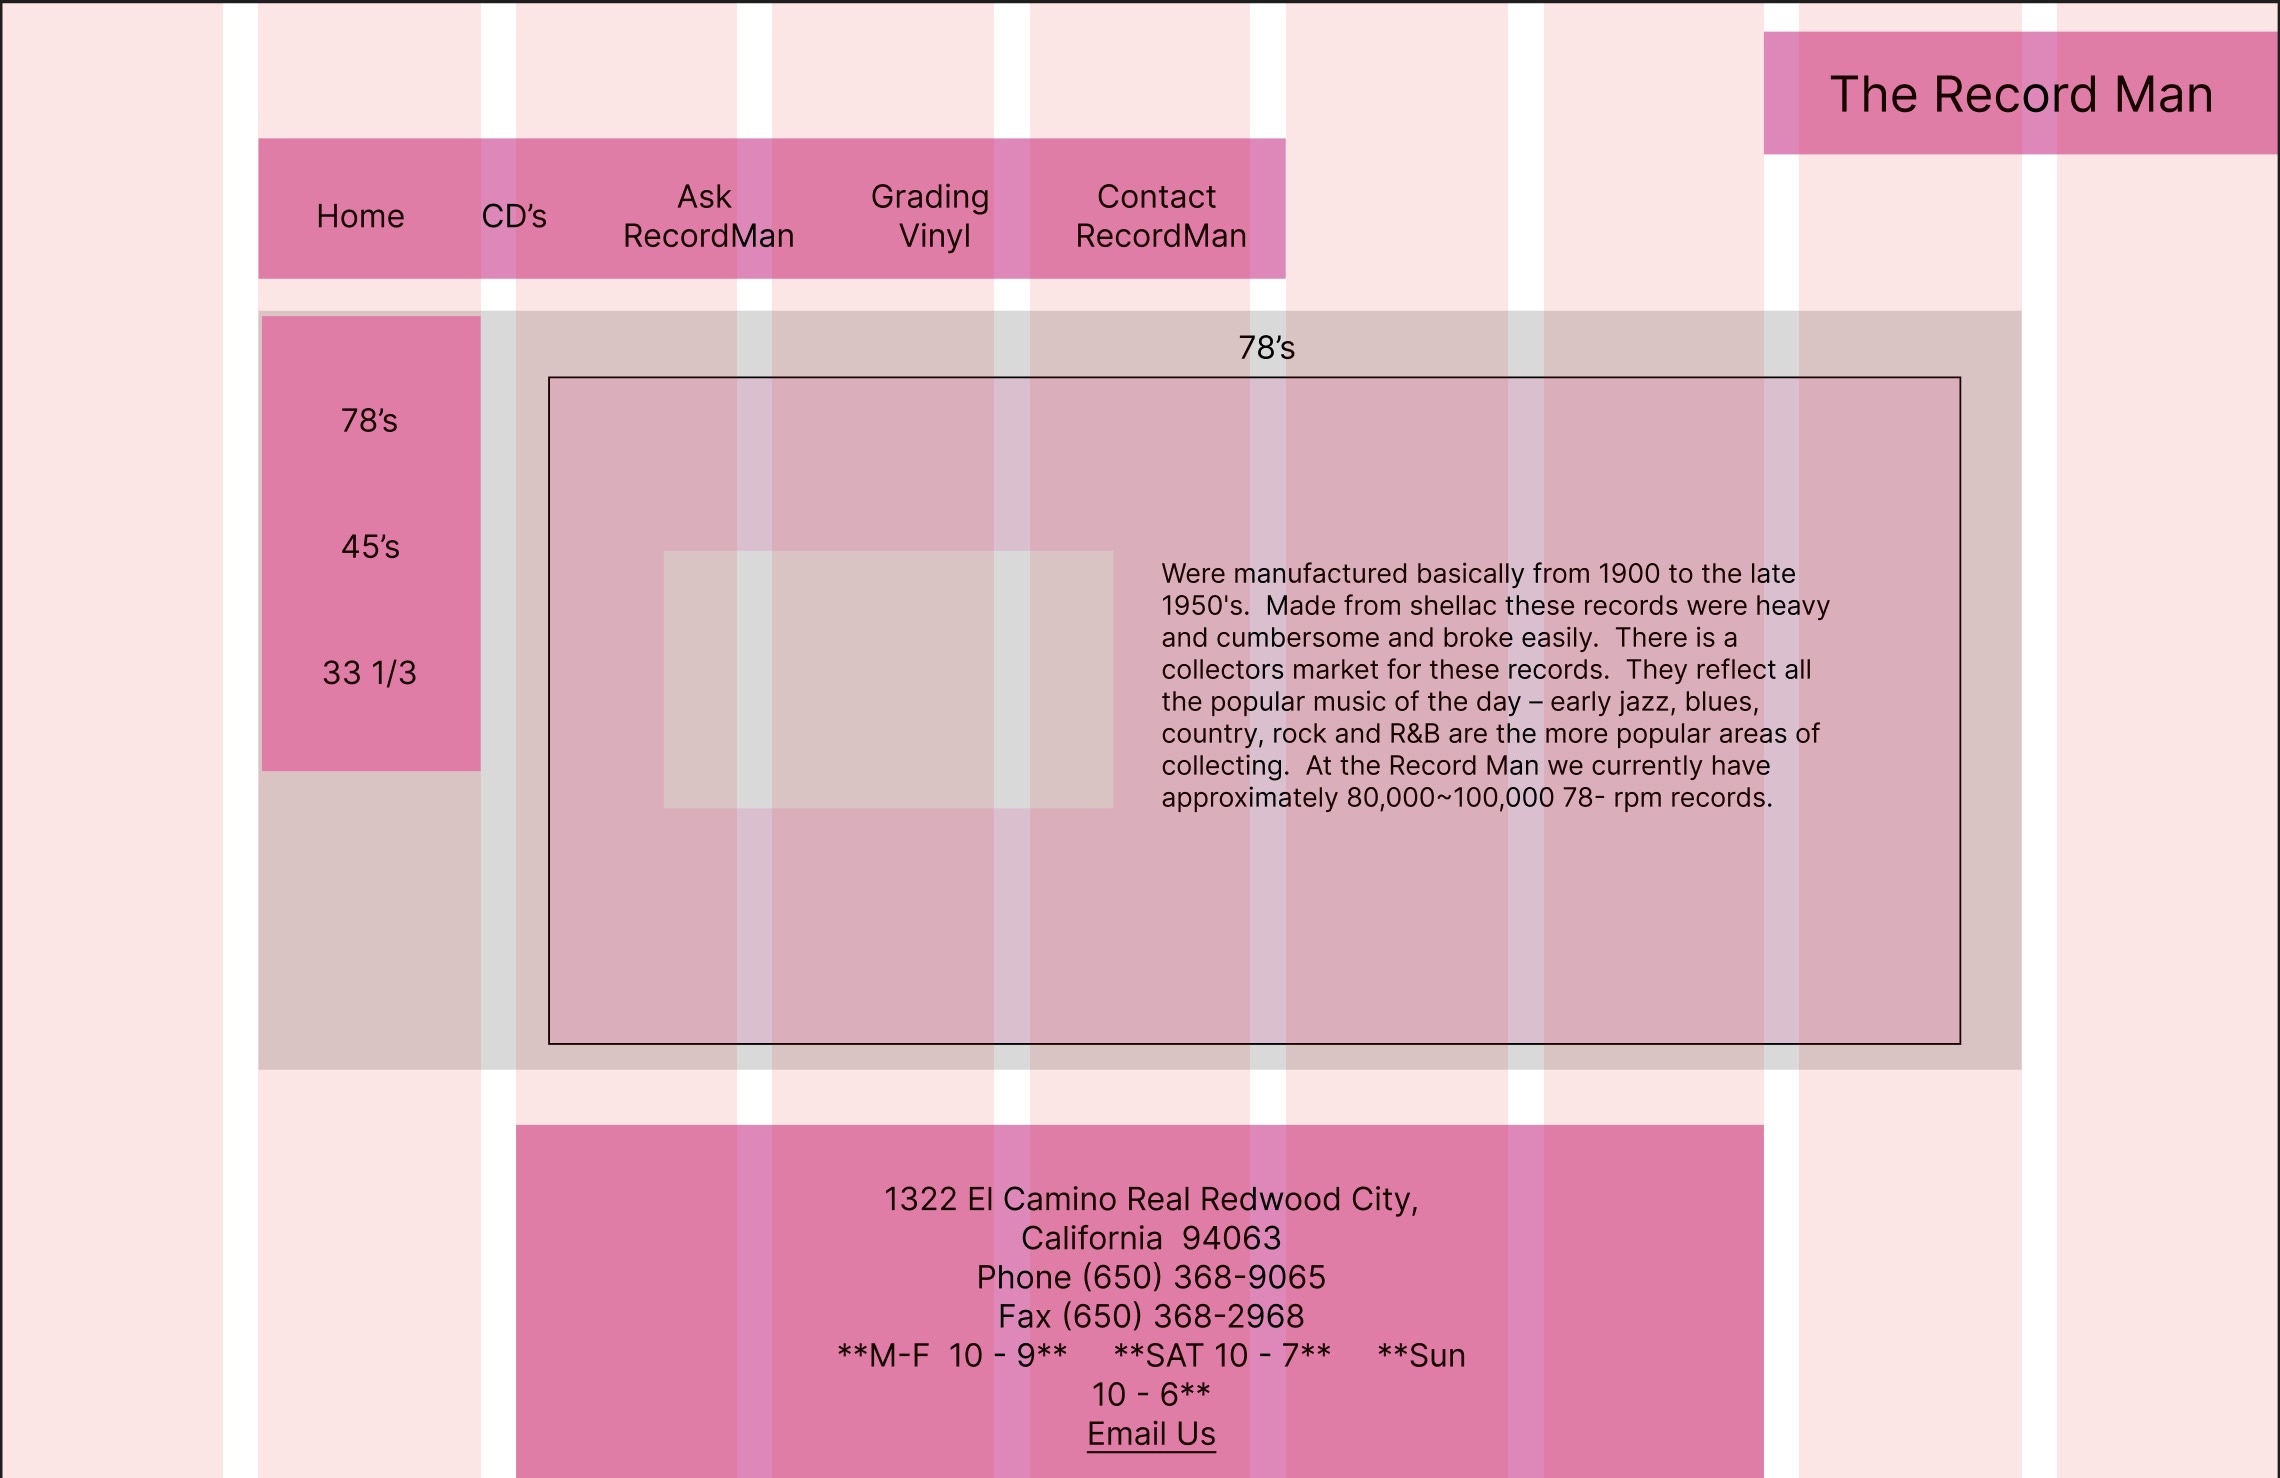 The Record Man
Home
CD’s
Ask
RecordMan
Grading
Vinyl
Contact
RecordMan
78’s
45’s
33 1/3
78’s
Were manufactured basically from 1900 to the late
1950's.  Made from shellac these records were heavy
and cumbersome and broke easily.  There is a
collectors market for these records.  They reflect all
the popular music of the day – early jazz, blues,
country, rock and R&B are the more popular areas of
collecting.  At the Record Man we currently have
approximately 80,000~100,000 78- rpm records.
1322 El Camino Real Redwood City,
California  94063
Phone (650) 368-9065
Fax (650) 368-2968
**M-F  10 - 9**     **SAT 10 - 7**     **Sun
10 - 6**
Email Us